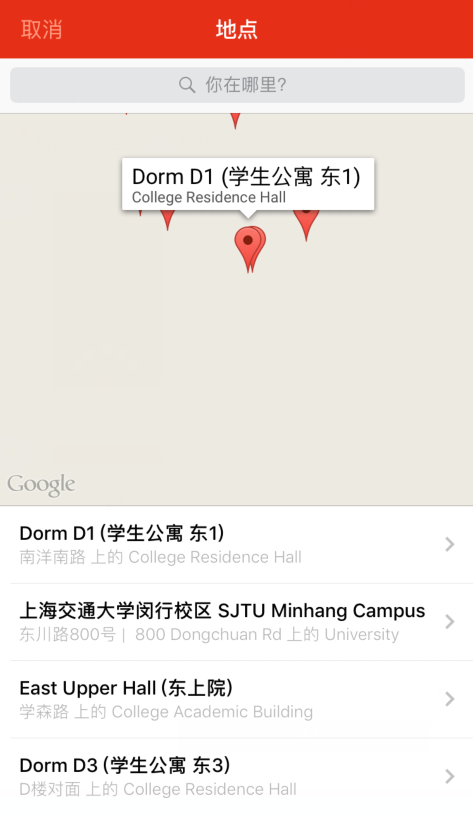 取消
地点
你在哪里?
Dorm D1 (学生公寓 东1)
College Residence Hall
Google
Dorm D1 (学生公寓 东1)
南洋南路 上的 College Residence Hall
上海交通大学闵行校区 SJTU Minhang Campus
东川路800号 | 800 Dongchuan Rd 上的 University
East Upper Hall (东上院)
学森路 上的 College Academic Building
Dorm D3 (学生公寓 东3)
D楼对面 上的 College Residence Hall